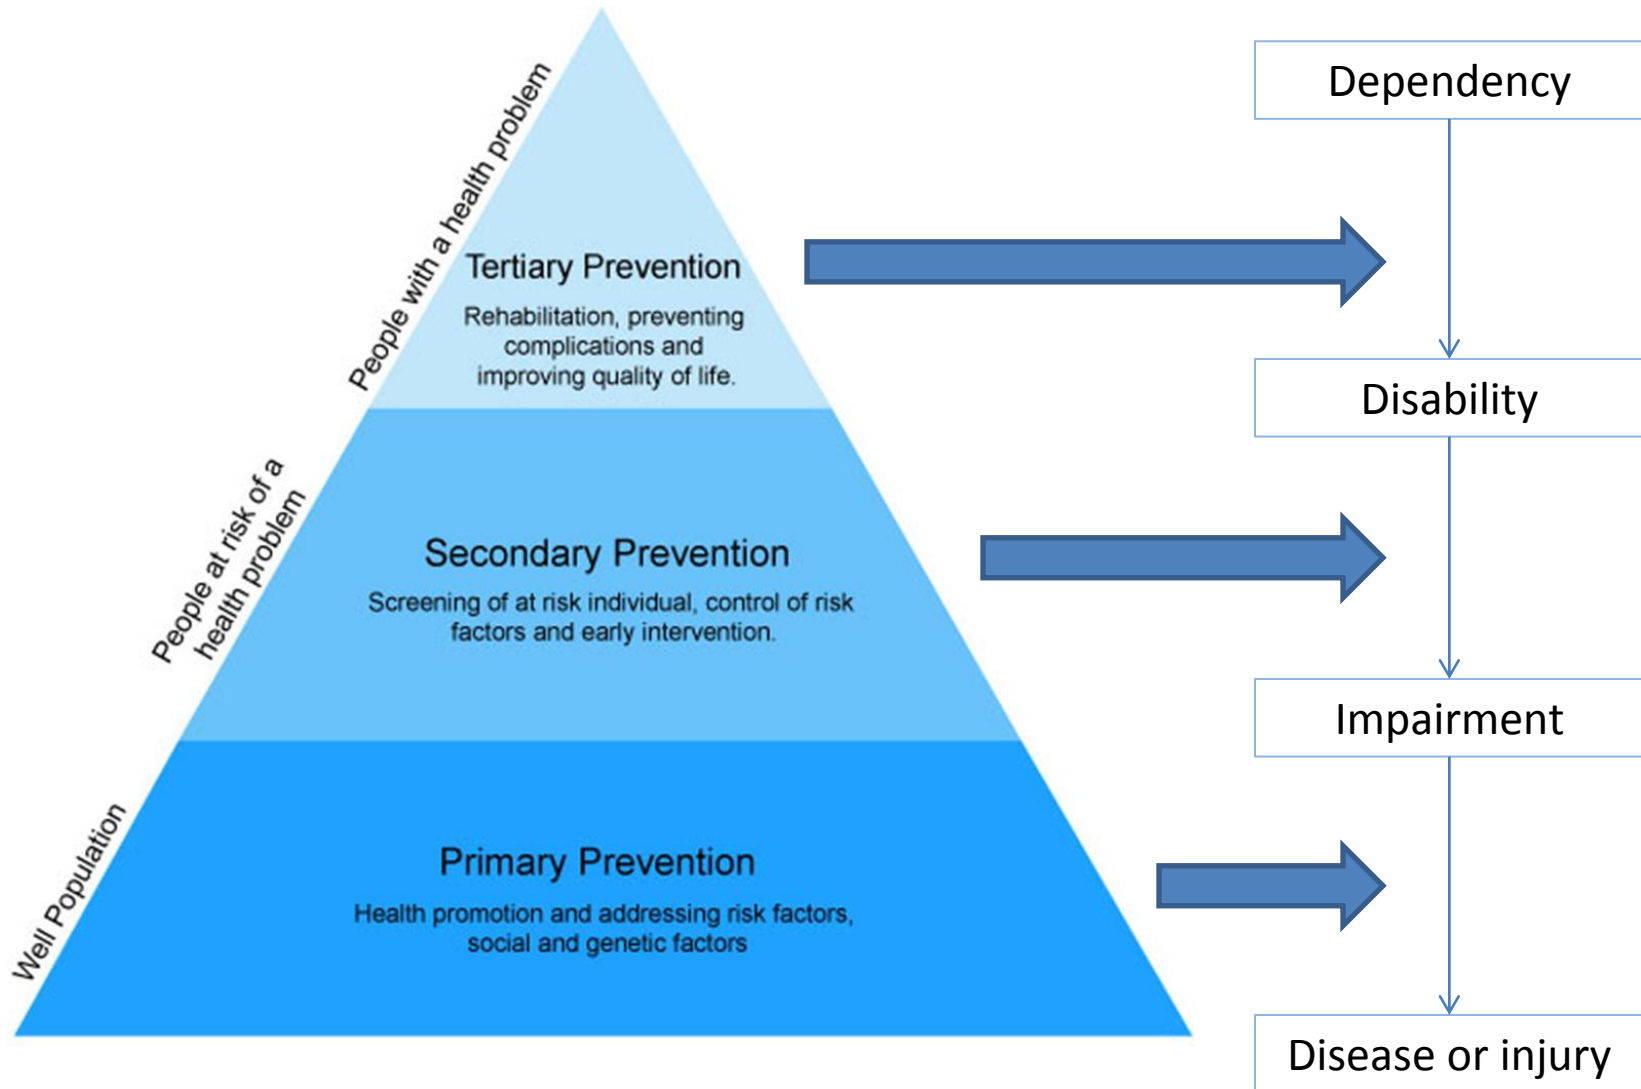 People with a health problem
Tertiary Prevention
Rehabilitation, preventing
complications and
improving quality of life.
People at risk of a
health problem
Secondary Prevention
Screening of at risk individual, control of risk
factors and early intervention.
Well Population
Primary Prevention
Health promotion and addressing risk factors,
social and genetic factors
Dependency
Disability
Impairment
Disease or injury